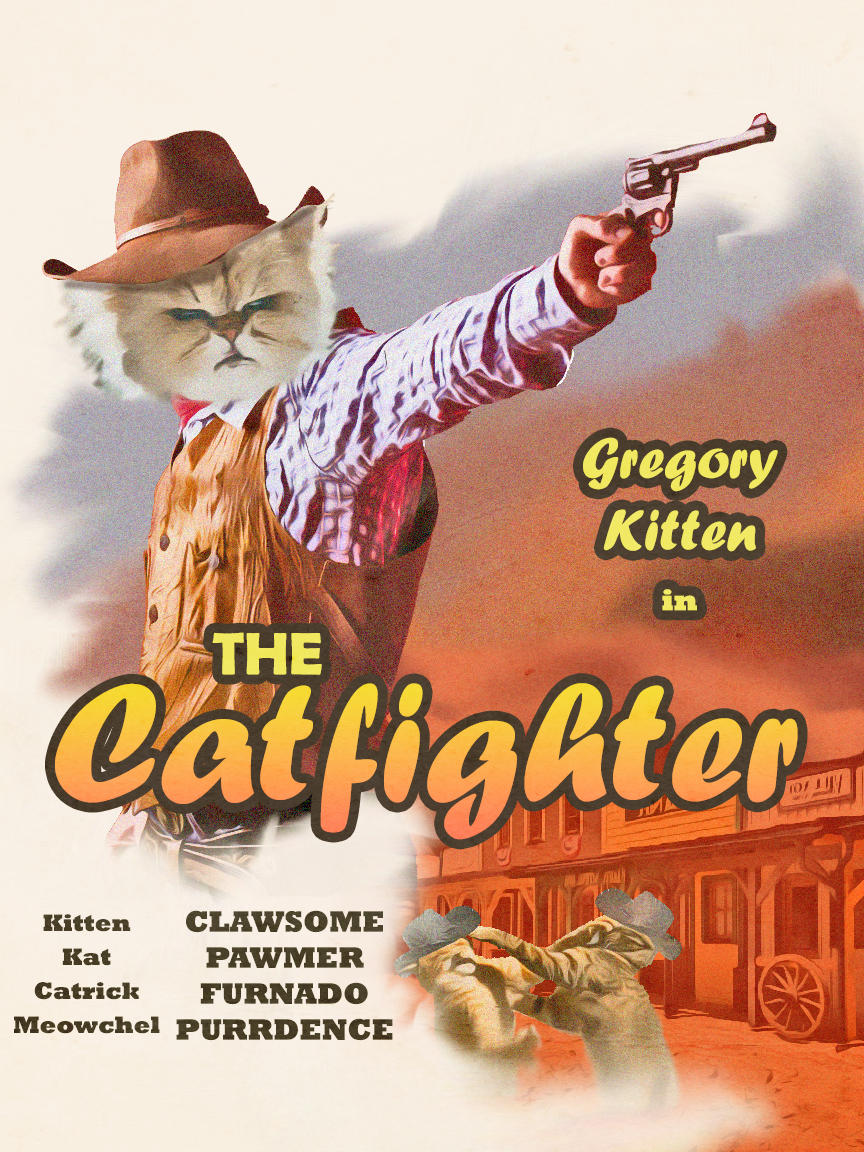 Gregory
Kitten
in
THE
Catfighter
Kitten CLAWSOME
Kat PAWMER
Catrick FURNADO
Meowchel PURRDENCE